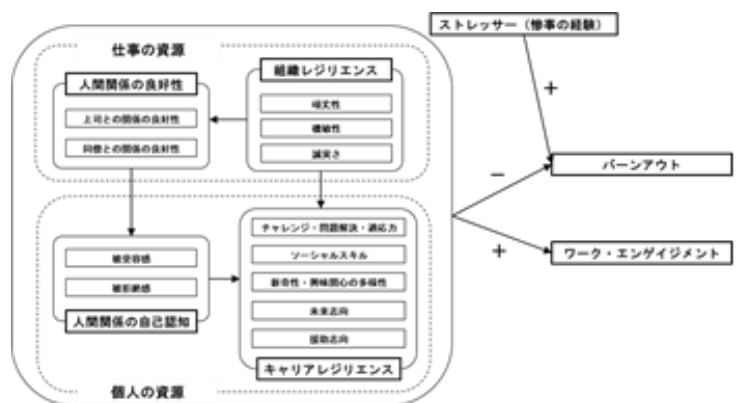 ストレッサー（惨事の経験）
仕事の資源
組織レジリエンス
人間関係の良好性
頑丈性
上司との関係の良好性
機敏性
同僚との関係の良好性
誠実さ
+
バーンアウト
−
チャレンジ・問題解決・適応力
ソーシャルスキル
+
ワーク・エンゲイジメント
被受容感
新奇性・興味関心の多様性
被拒絶感
未来志向
人間関係の自己認知
援助志向
キャリアレジリエンス
個人の資源